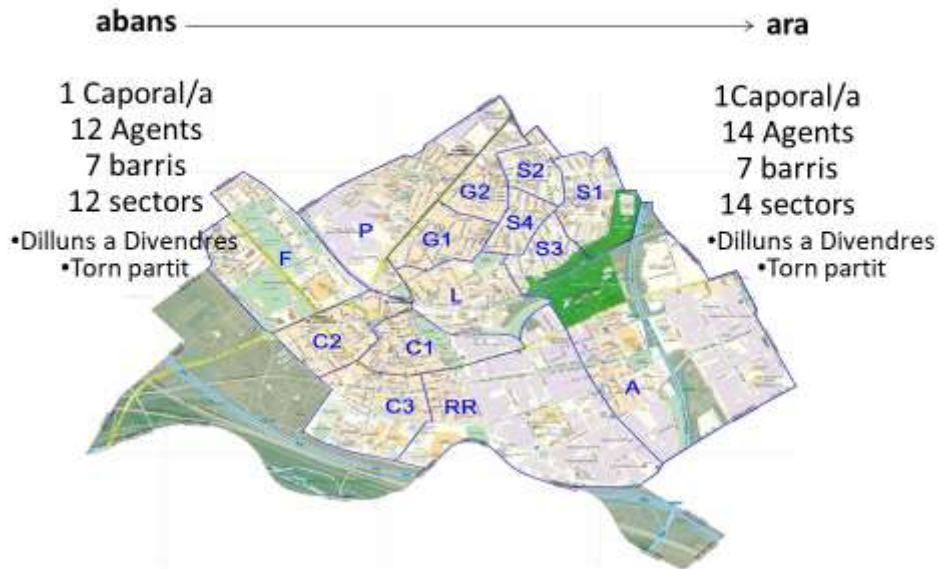 abans
ara
1 Caporal/a
12 Agents
7 barris
12 sectors
•Dilluns a Divendres
•Torn partit
1Caporal/a
14 Agents
7 barris
14 sectors
•Dilluns a Divendres
•Torn partit
S2
S1
G2
P
S4
G1
S3
F
L
C2
C1
A
C3
RR